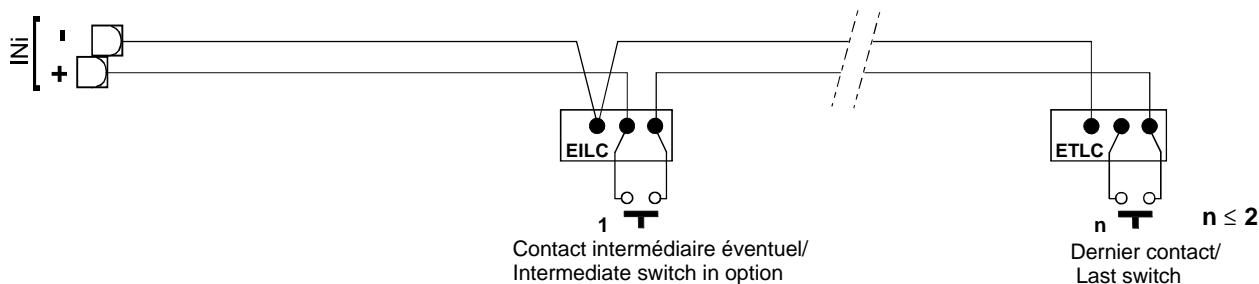 INi
-
+
EILC
ETLC
1
n
n ≤ 2
Contact intermédiaire éventuel/
Intermediate switch in option
Dernier contact/
Last switch